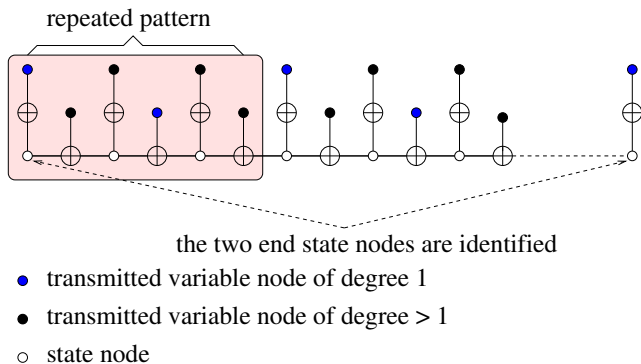 repeated pattern
the two end state nodes are identified
transmitted variable node of degree 1
transmitted variable node of degree > 1
state node